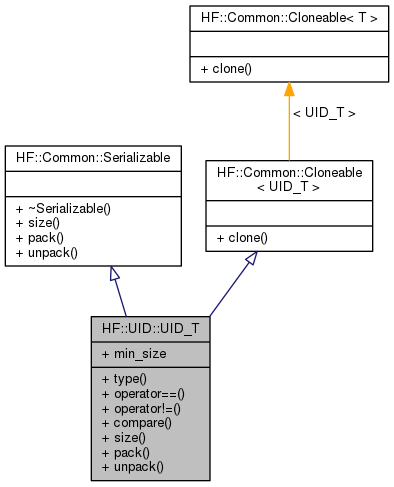 HF::Common::Cloneable< T >
+ clone()
< UID_T >
HF::Common::Serializable
+ ~Serializable()
+ size()
+ pack()
+ unpack()
HF::Common::Cloneable
< UID_T >
+ clone()
HF::UID::UID_T
+ min_size
+ type()
+ operator==()
+ operator!=()
+ compare()
+ size()
+ pack()
+ unpack()